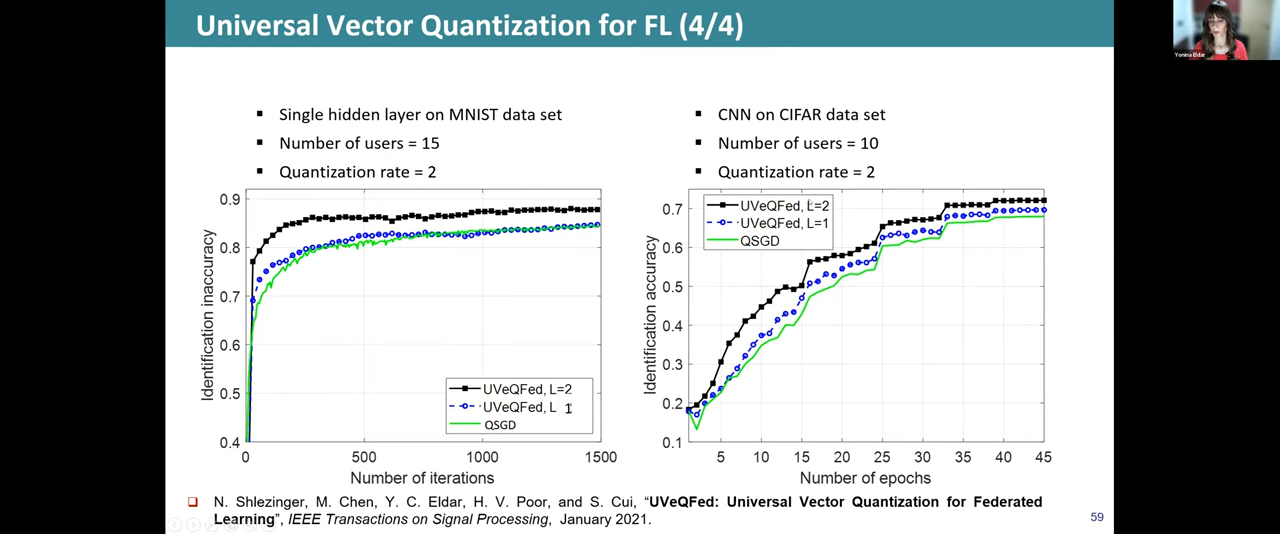 Universal Vector Quantization for FL (4/4)
Yonina Eldar
▪ Single hidden layer on MNIST data set
▪ Number of users = 15
▪ Quantization rate = 2
▪ CNN on CIFAR data set
▪ Number of users = 10
▪ Quantization rate = 2
0.9
0.8
0.7
0.6
0.5
0.4
Identification inaccuracy
UVeQFed, L=2
UVeQFed, L 1
QSGD
0 500 1000 1500
Number of iterations
0.7
0.6
0.5
0.4
0.3
0.2
0.1
Identification accuracy
UVeQFed, L=2
UVeQFed, L=1
QSGD
5 10 15 20 25 30 35 40 45
Number of epochs
N. Shlezinger, M. Chen, Y. C. Eldar, H. V. Poor, and S. Cui, “UVeQFed: Universal Vector Quantization for Federated
Learning”, IEEE Transactions on Signal Processing, January 2021.
59